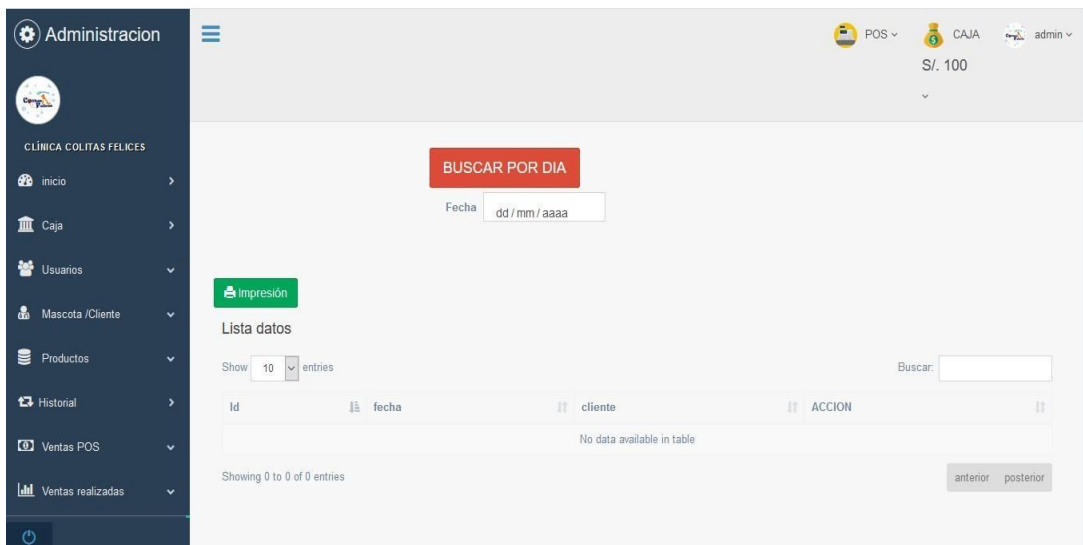 Administracion
POS
CAJA
admin
S/. 100
CLÍNICA COLITAS FELICES
inicio
Caja
Usuarios
Mascota /Cliente
Productos
Historial
Ventas POS
Ventas realizadas
BUSCAR POR DIA
Fecha dd / mm / aaaa
Impresión
Lista datos
Show 10 entries
Buscar:
Id fecha cliente ACCION
No data available in table
Showing 0 to 0 of 0 entries
anterior posterior